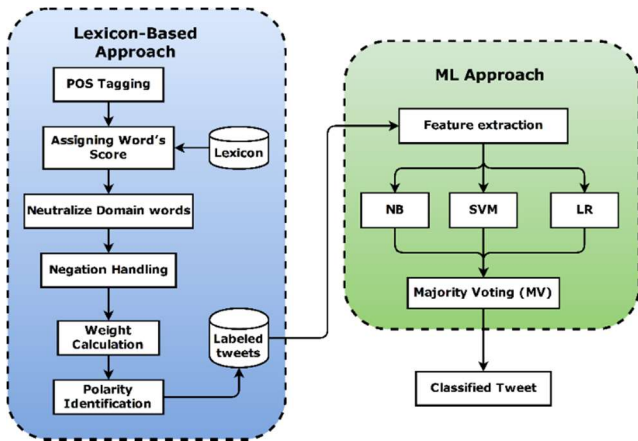 Lexicon-Based
Approach
POS Tagging
Assigning Word's
Score
Lexicon
Neutralize Domain words
Negation Handling
Weight
Calculation
Polarity
Identification
Labeled
tweets
ML Approach
Feature extraction
NB
SVM
LR
Majority Voting (MV)
Classified Tweet